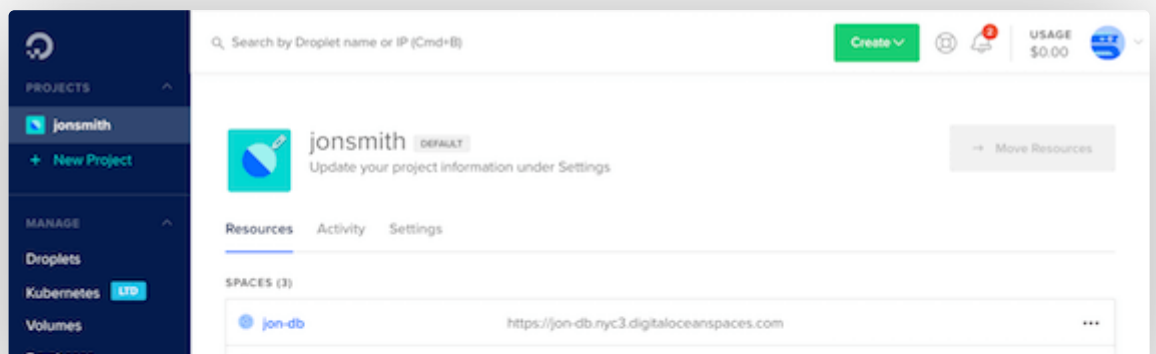 Search by Droplet name or IP (Cmd+B)
Create
2
USAGE
$0.00
PROJECTS
jonsmith
+ New Project
MANAGE
Droplets
Kubernetes LTD
Volumes
jonsmith DEFAULT
Update your project information under Settings
→ Move Resources
Resources Activity Settings
SPACES (3)
jon-db https://jon-db.nyc3.digitaloceanspaces.com ...